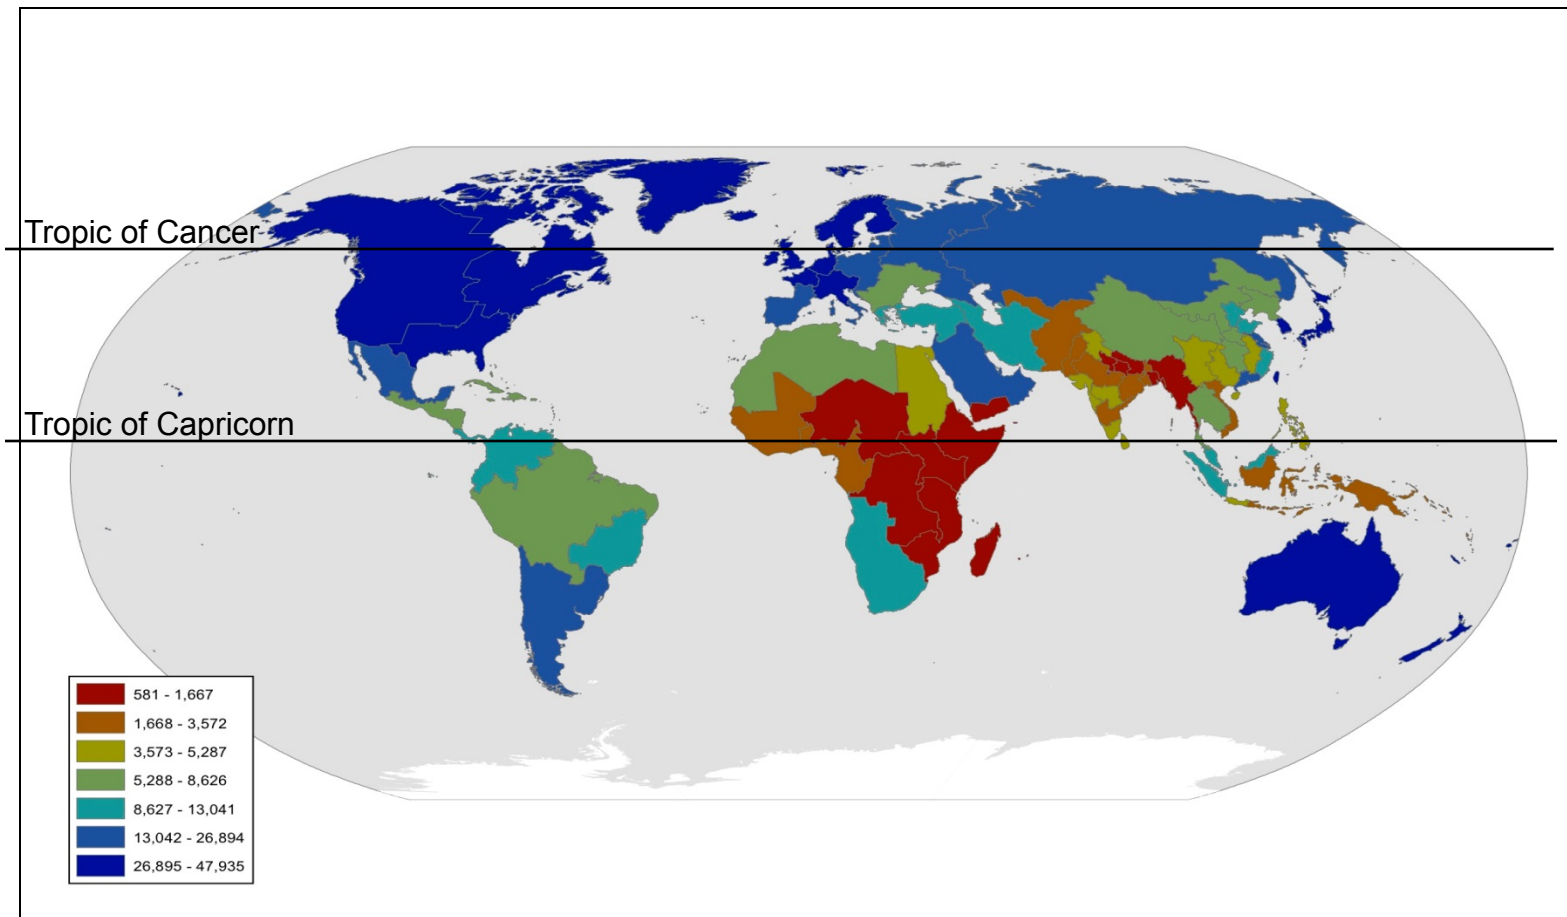 Tropic of Cancer
Tropic of Capricorn
581 - 1,667
1,668 - 3,572
3,573 - 5,287
5,288 - 8,626
8,627 - 13,041
13,042 - 26,894
26,895 - 47,935